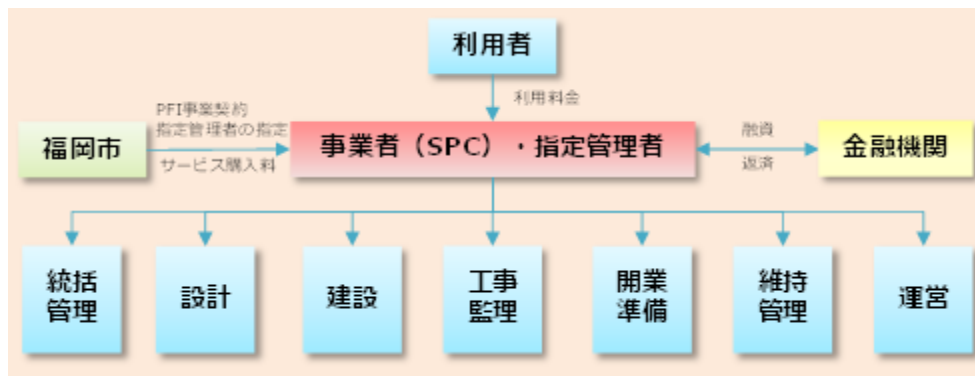 利用者
利用料金
PFI事業契約
指定管理者の指定
福岡市
サービス購入料
事業者（SPC）・指定管理者
融資
返済
金融機関
統括
管理
設計
建設
工事
監理
開業
準備
維持
管理
運営